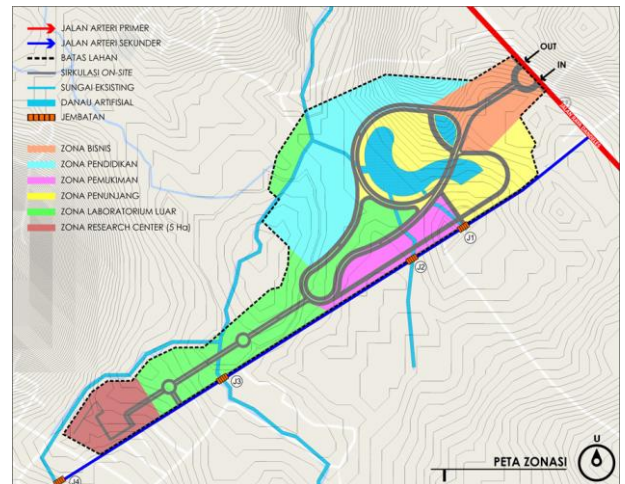 JALAN ARTERI PRIMER
JALAN ARTERI SEKUNDER
BATAS LAHAN
SIRKULASI ON-SITE
SUNGAI EKSISTING
DANAU ARTIFISIAL
JEMBATAN
ZONA BISNIS
ZONA PENDIDIKAN
ZONA PEMUKIMAN
ZONA PENUNJANG
ZONA LABORATORIUM LUAR
ZONA RESEARCH CENTER (5 Ha)
OUT
IN
J1
J2
J3
J4
PETA ZONASI
U